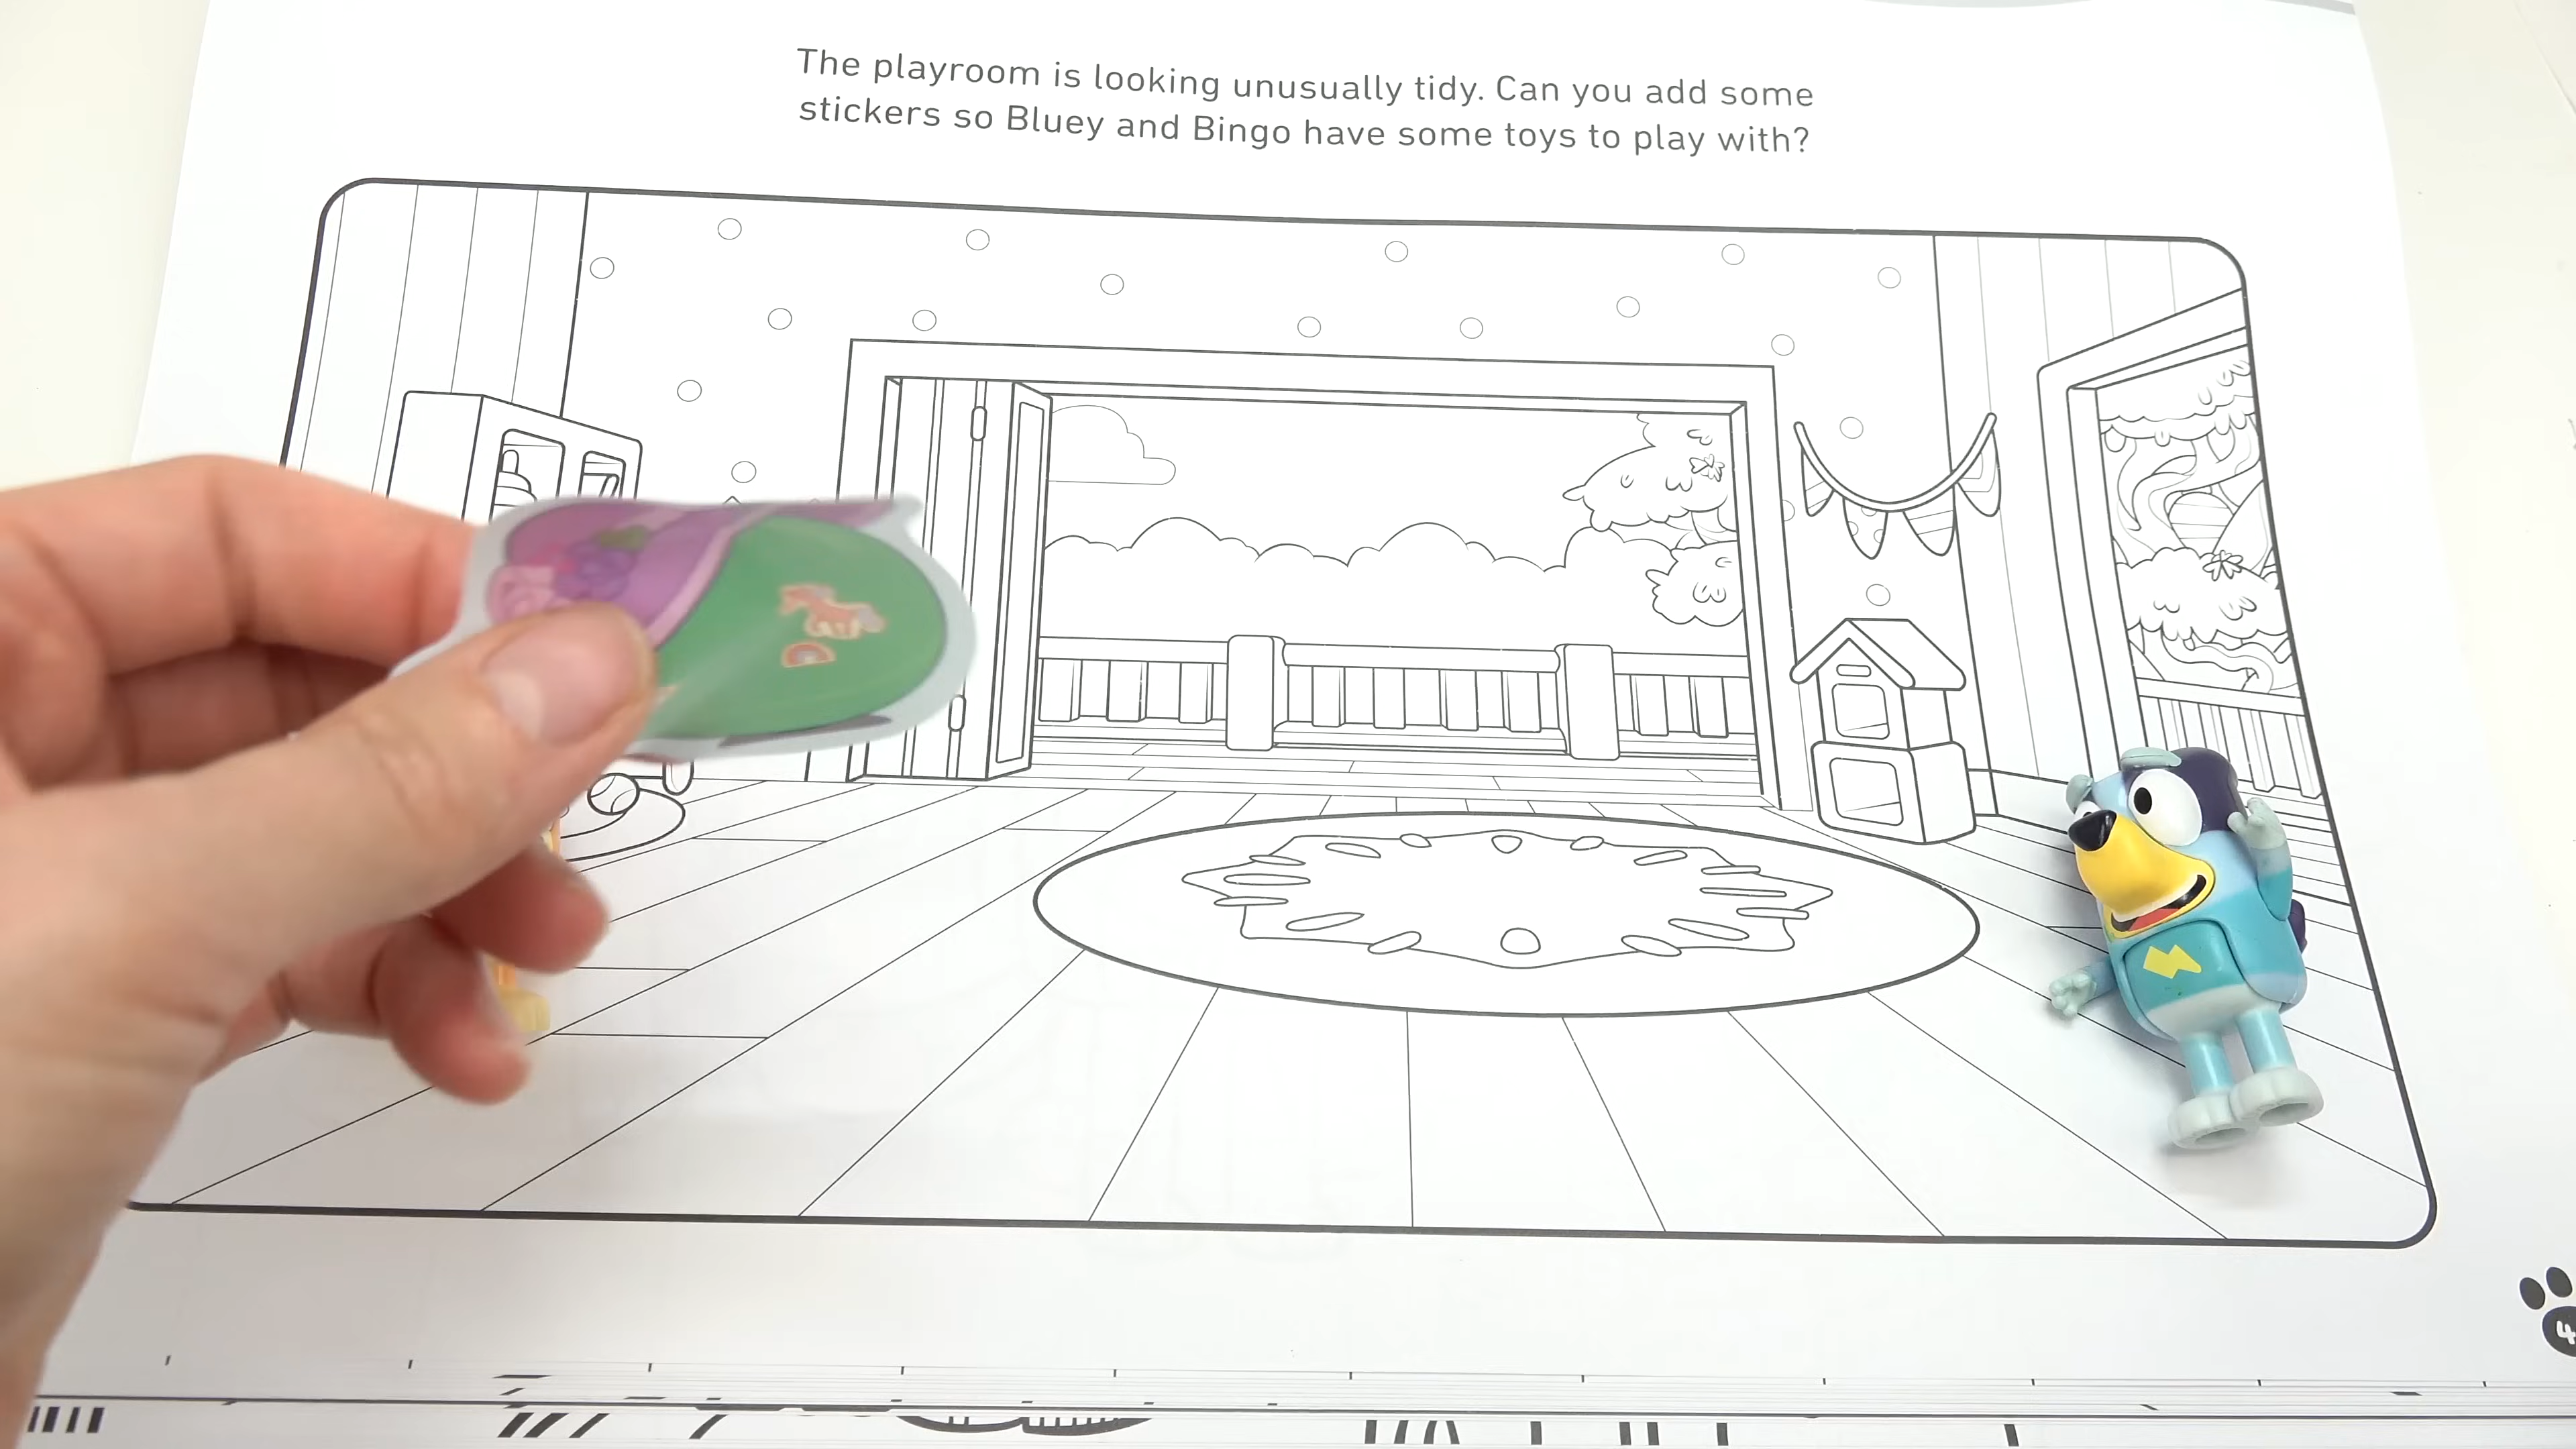 The playroom is looking unusually tidy. Can you add some
stickers so Bluey and Bingo have some toys to play with?
4